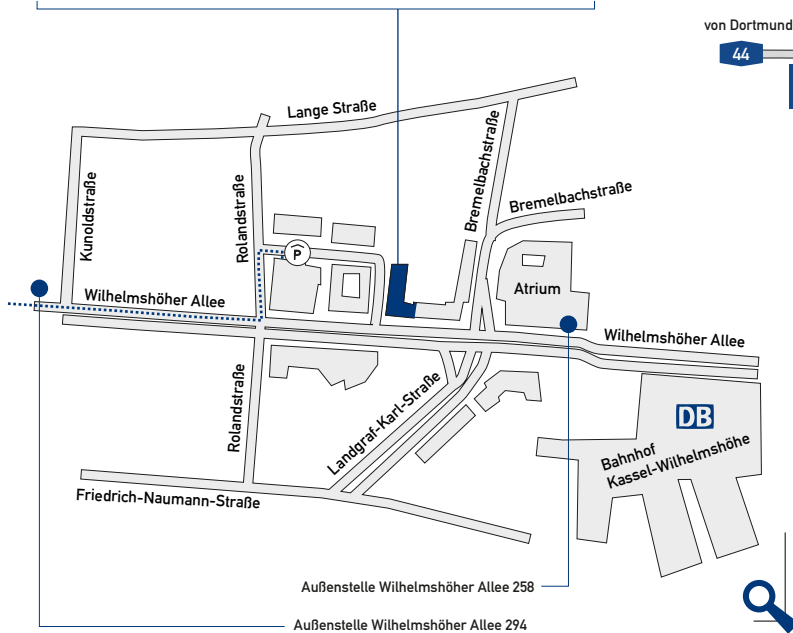 von Dortmund
44
Lange Straße
Bremelbachstraße
Bremelbachstraße
Kunoldstraße
Rolandstraße
P
Atrium
Wilhelmshöher Allee
Wilhelmshöher Allee
Rolandstraße
Landgraf-Karl-Straße
DB
Bahnhof
Kassel-Wilhelmshöhe
Friedrich-Naumann-Straße
Außenstelle Wilhelmshöher Allee 258
Außenstelle Wilhelmshöher Allee 294